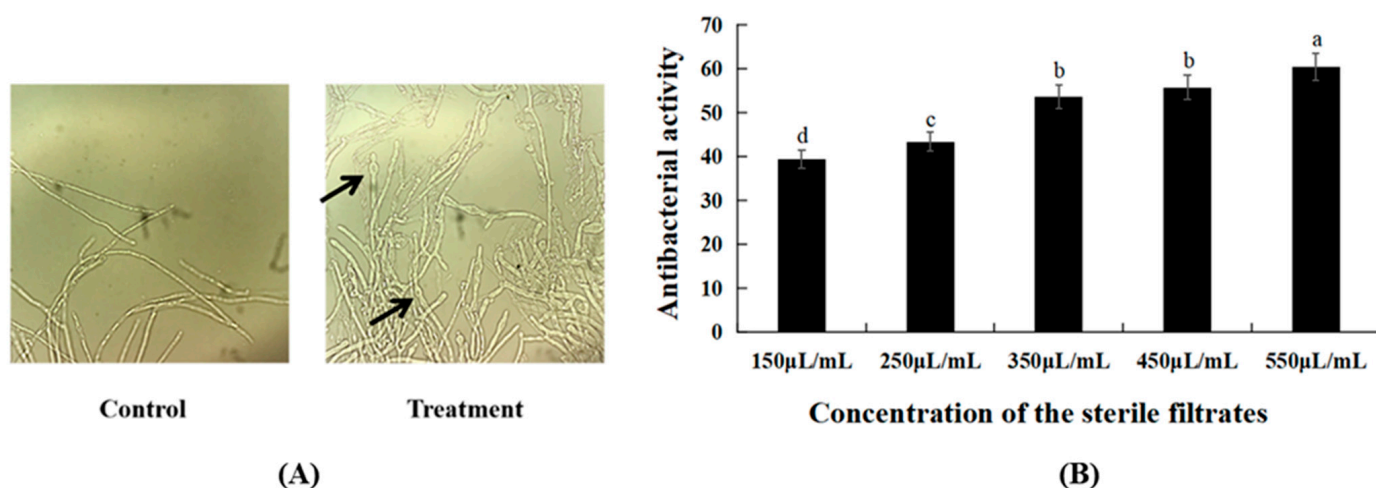 Control
Treatment
(A)
Antibacterial activity
70
60
50
40
30
20
10
0
d
c
b
b
a
150µL/mL
250µL/mL
350µL/mL
450µL/mL
550µL/mL
Concentration of the sterile filtrates
(B)